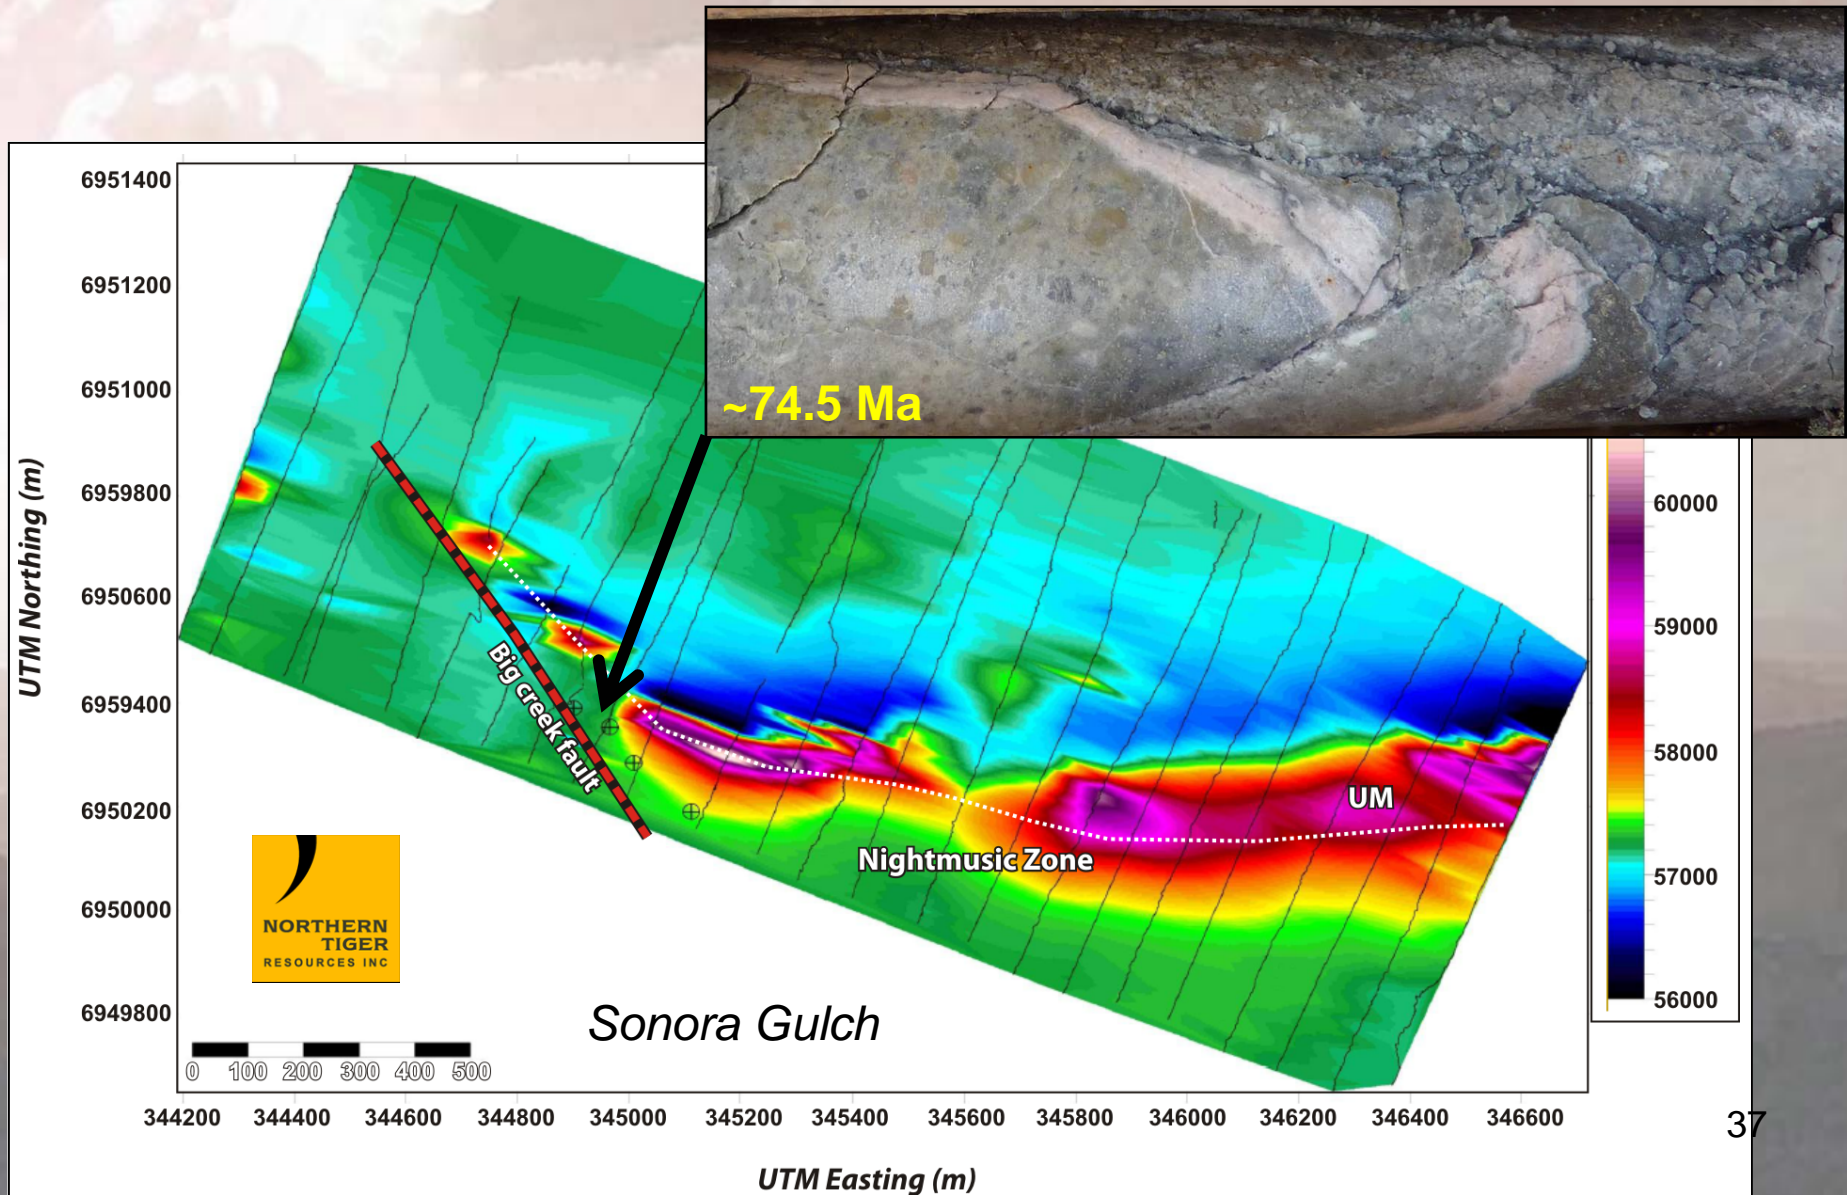 ~74.5 Ma
UTM Northing (m)
6951400
6951200
6951000
6959800
6950600
6959400
6950200
6950000
6949800
Big creek fault
Nightmusic Zone
UM
60000
59000
58000
57000
56000
NORTHERN
TIGER
RESOURCES INC
Sonora Gulch
0 100 200 300 400 500
344200 344400 344600 344800 345000 345200 345400 345600 345800 346000 346200 346400 346600
37
UTM Easting (m)